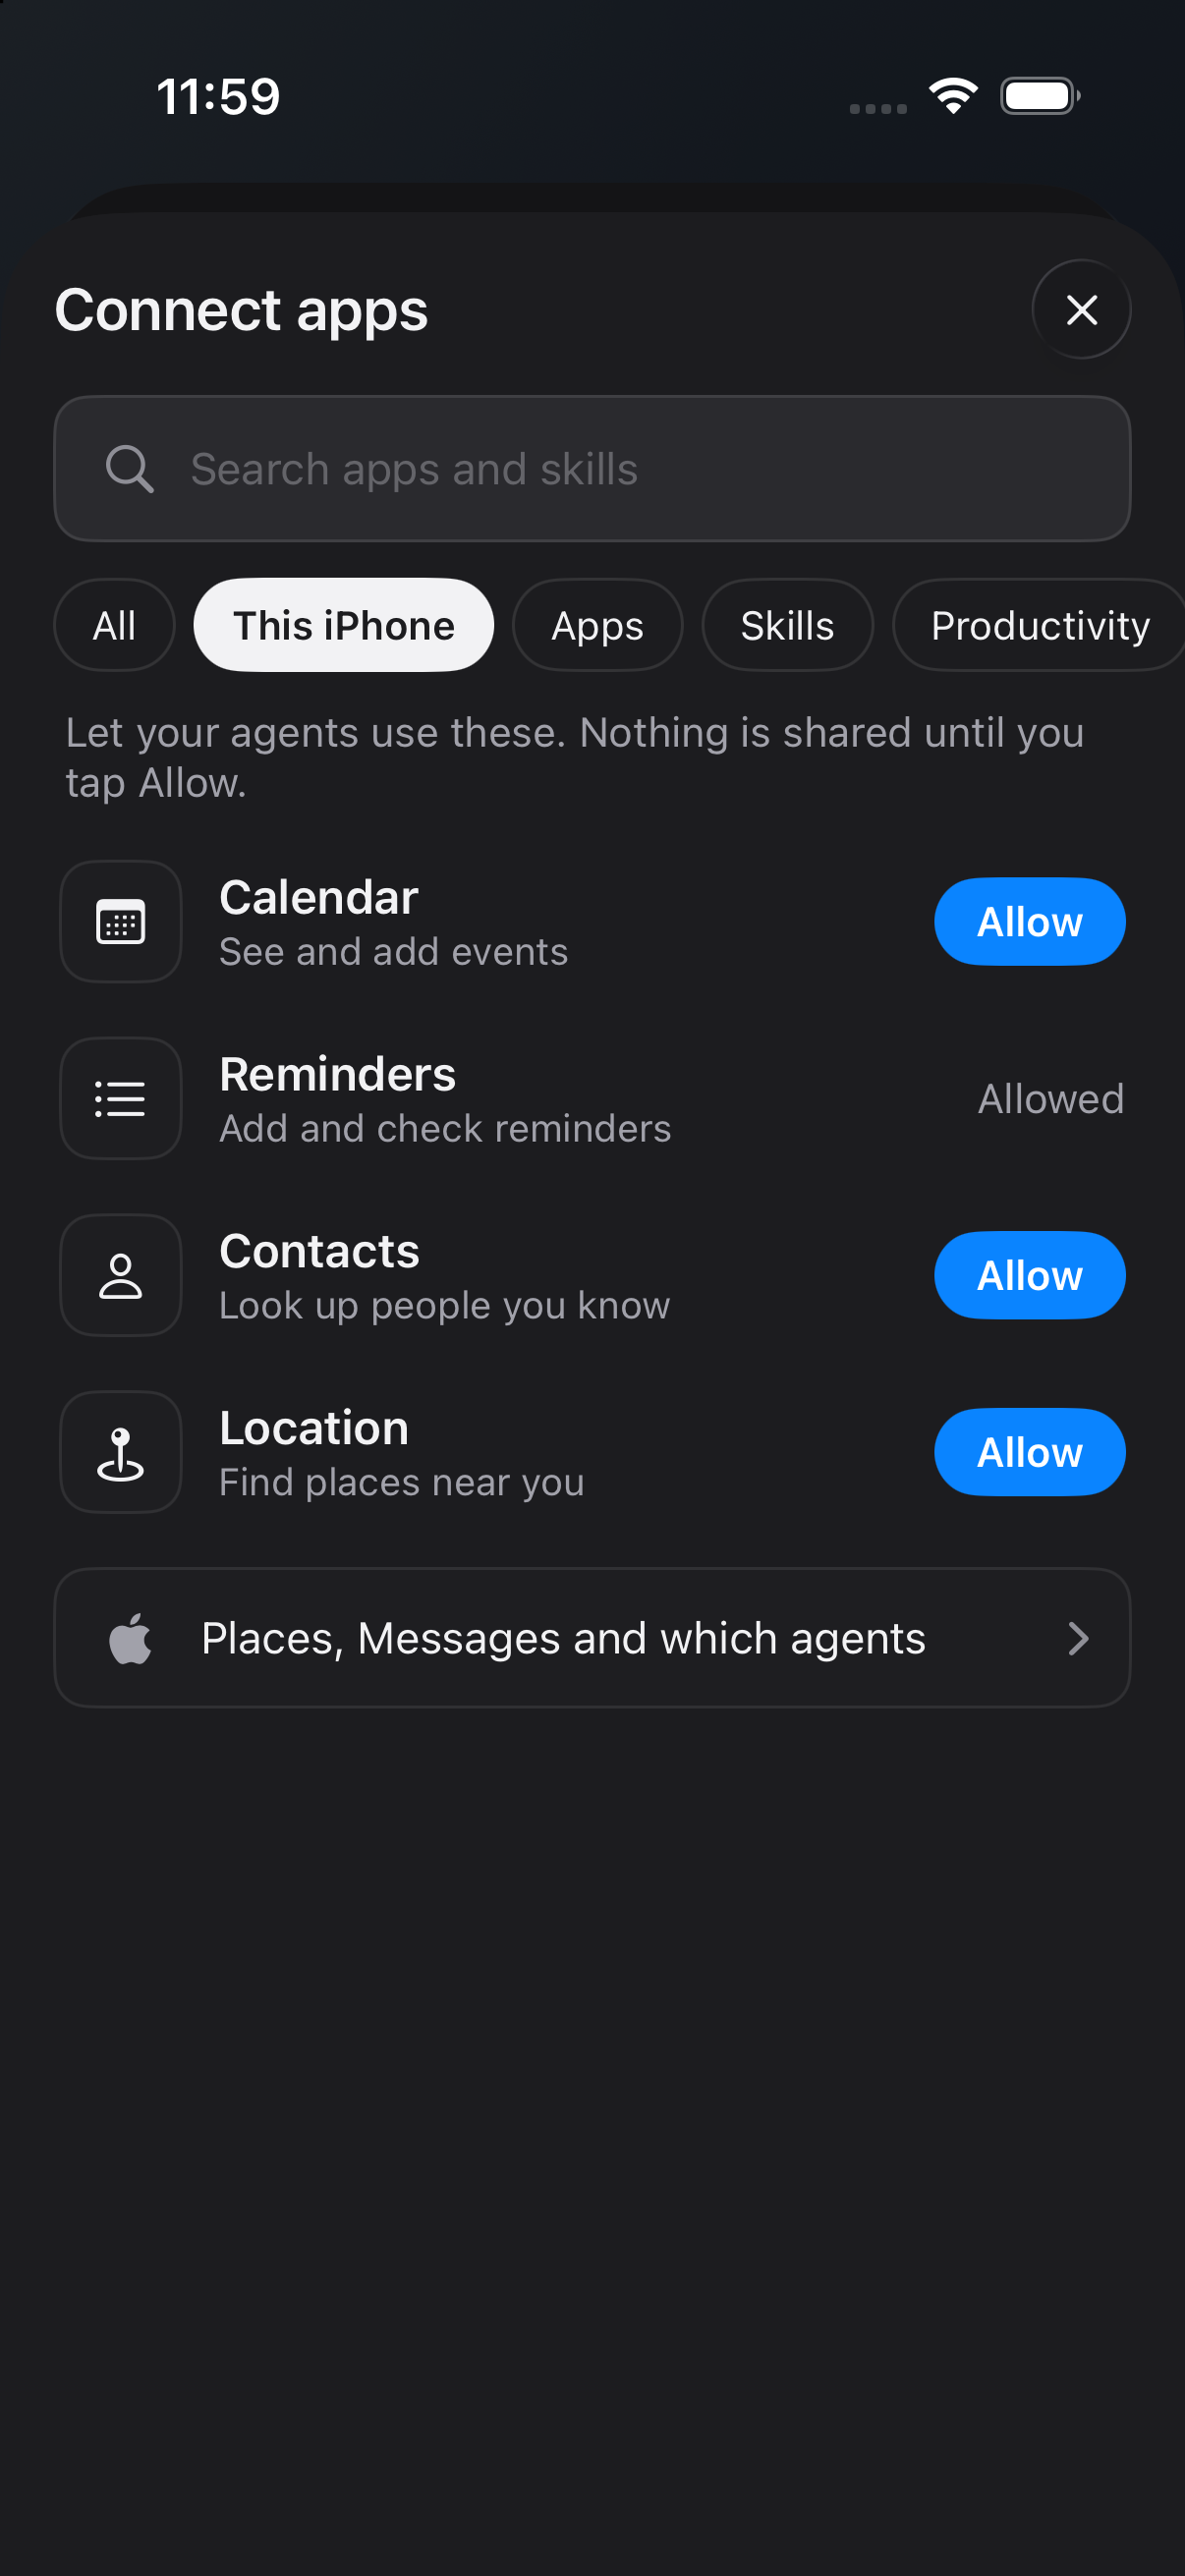 11:59
Connect apps
Search apps and skills
All
This iPhone
Apps
Skills
Productivity
Let your agents use these. Nothing is shared until you
tap Allow.
Calendar
See and add events
Allow
Reminders
Add and check reminders
Allowed
Contacts
Look up people you know
Allow
Location
Find places near you
Allow
Places, Messages and which agents